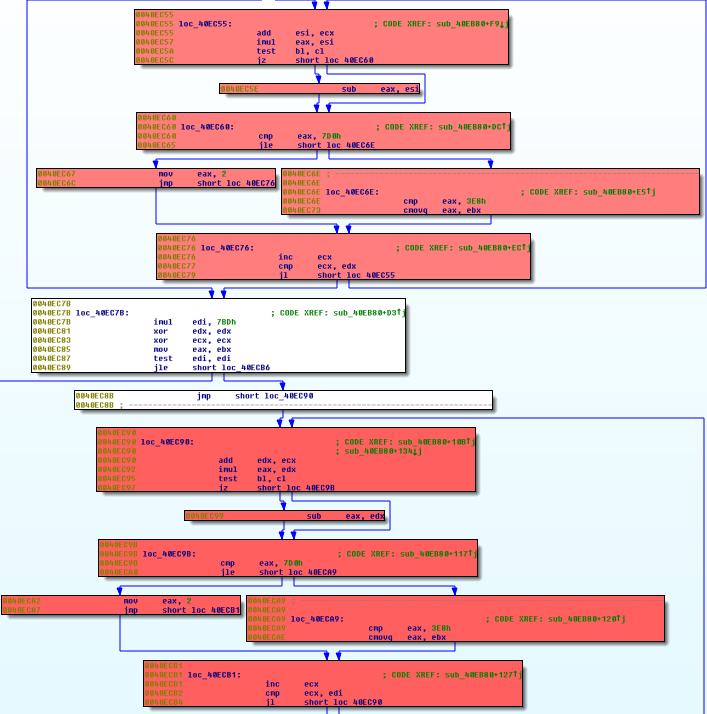 0040EC55
0040EC55 loc_40EC55: ; CODE XREF: sub_40EB80+F9↓j
0040EC55 add esi, ecx
0040EC57 imul eax, esi
0040EC5A test bl, cl
0040EC5C jz short loc_40EC60
0040EC5E sub eax, esi
0040EC60
0040EC60 loc_40EC60: ; CODE XREF: sub_40EB80+DC↑j
0040EC60 cmp eax, 7D0h
0040EC65 jle short loc_40EC6E
0040EC67 mov eax, 2
0040EC6C jmp short loc_40EC76
0040EC6E ;
0040EC6E
0040EC6E loc_40EC6E: ; CODE XREF: sub_40EB80+E5↑j
0040EC6E cmp eax, 3E8h
0040EC73 cmovg eax, ebx
0040EC76
0040EC76 loc_40EC76: ; CODE XREF: sub_40EB80+EC↑j
0040EC76 inc ecx
0040EC77 cmp ecx, edx
0040EC79 jl short loc_40EC55
0040EC7B
0040EC7B loc_40EC7B: ; CODE XREF: sub_40EB80+D3↑j
0040EC7B imul edi, 7BDh
0040EC81 xor edx, edx
0040EC83 xor ecx, ecx
0040EC85 mov eax, ebx
0040EC87 test edi, edi
0040EC89 jle short loc_40ECB6
0040EC8B jmp short loc_40EC90
0040EC8B ;
0040EC90
0040EC90 loc_40EC90: ; CODE XREF: sub_40EB80+10B↑j
0040EC90 ; sub_40EB80+134↓j
0040EC90 add edx, ecx
0040EC92 imul eax, edx
0040EC95 test bl, cl
0040EC97 jz short loc_40EC9B
0040EC99 sub eax, edx
0040EC9B
0040EC9B loc_40EC9B: ; CODE XREF: sub_40EB80+117↑j
0040EC9B cmp eax, 7D0h
0040ECA0 jle short loc_40ECA9
0040ECA2 mov eax, 2
0040ECA7 jmp short loc_40ECB1
0040ECA9
0040ECA9
0040ECA9 loc_40ECA9: ; CODE XREF: sub_40EB80+120↑j
0040ECA9 cmp eax, 3E8h
0040ECAE cmovg eax, ebx
0040ECB1
0040ECB1 loc_40ECB1: ; CODE XREF: sub_40EB80+127↑j
0040ECB1 inc ecx
0040ECB2 cmp ecx, edi
0040ECB4 jl short loc_40EC90